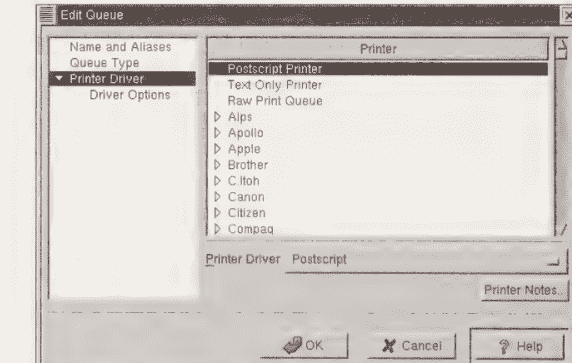 Edit Queue
Name and Aliases
Queue Type
Printer Driver
Driver Options
Printer
Postscript Printer
Text Only Printer
Raw Print Queue
Alps
Apollo
Apple
Brother
C.Itoh
Canon
Citizen
Compaq
Printer Driver Postscript
Printer Notes...
OK
Cancel
Help